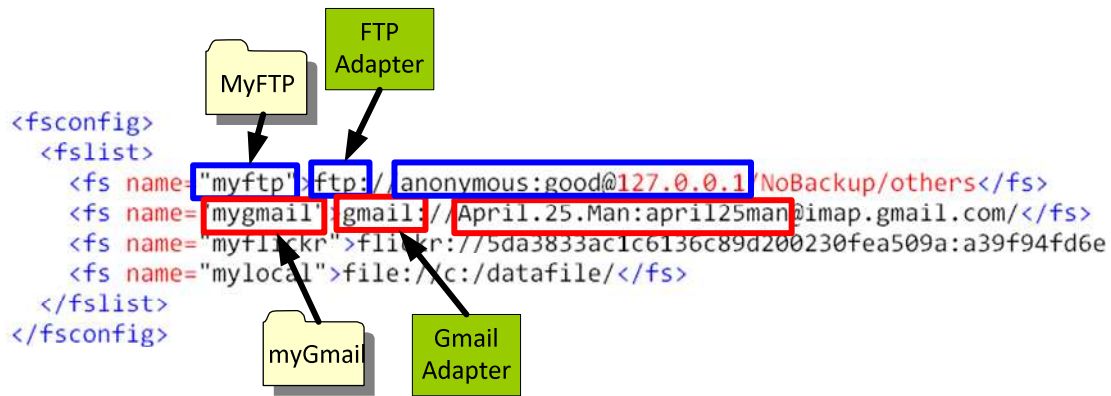 FTP
Adapter
MyFTP
<fsconfig>
<fslist>
<fs name="myftp">ftp://anonymous:good@127.0.0.1/NoBackup/others</fs>
<fs name="mygmail">gmail://April.25.Man:april25man@imap.gmail.com/</fs>
<fs name="myflickr">flickr://5da3833ac1c6136c89d200230fea509a:a39f94fd6e
<fs name="mylocal">file://c:/datafile/</fs>
</fslist>
</fsconfig>
myGmail
Gmail
Adapter